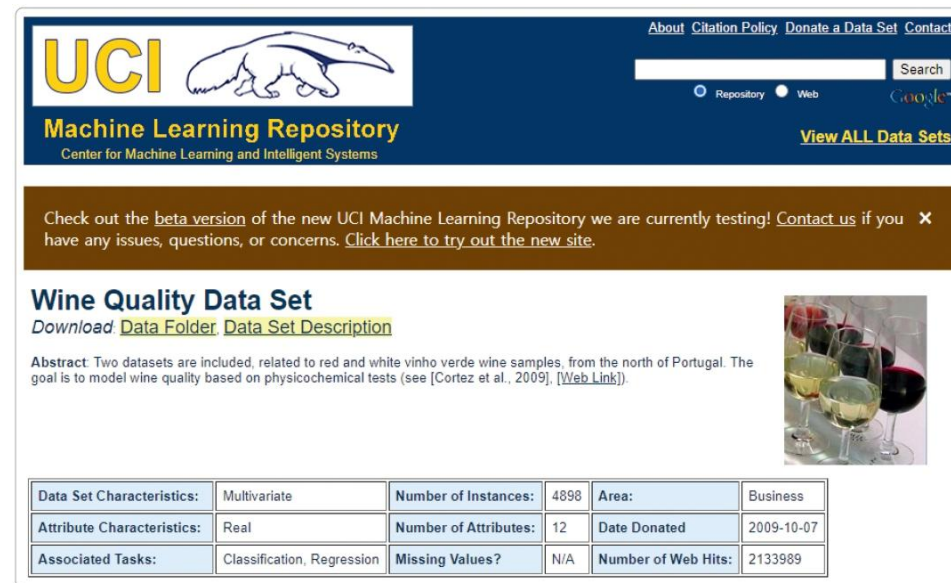 About Citation Policy Donate a Data Set Contact
UCI
Search
Repository Web Google™
Machine Learning Repository
Center for Machine Learning and Intelligent Systems
View ALL Data Sets
Check out the beta version of the new UCI Machine Learning Repository we are currently testing! Contact us if you ×
have any issues, questions, or concerns. Click here to try out the new site.
Wine Quality Data Set
Download: Data Folder, Data Set Description
Abstract: Two datasets are included, related to red and white vinho verde wine samples, from the north of Portugal. The
goal is to model wine quality based on physicochemical tests (see [Cortez et al., 2009], [Web Link]).
Data Set Characteristics: Multivariate Number of Instances: 4898 Area: Business
Attribute Characteristics: Real Number of Attributes: 12 Date Donated 2009-10-07
Associated Tasks: Classification, Regression Missing Values? N/A Number of Web Hits: 2133989